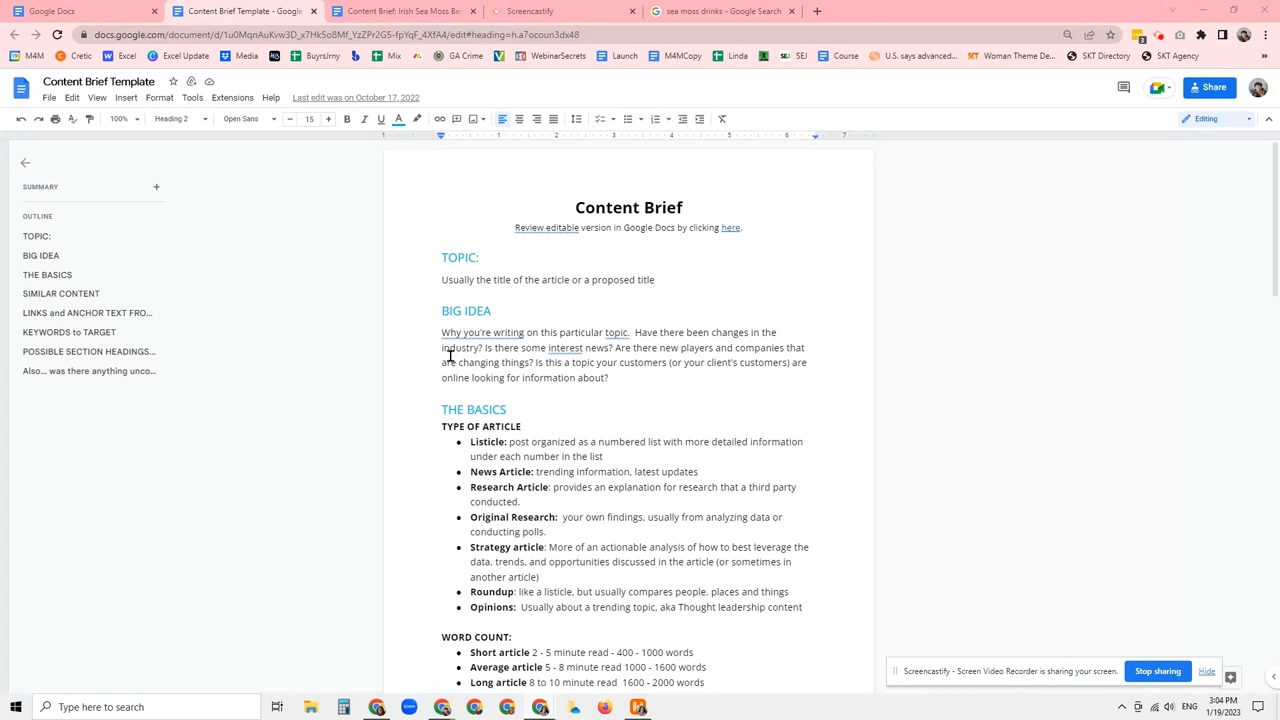 Docs - Google Docs
Content Brief Template - Google
Content Brief: Irish Sea Moss Be
Screencastify
sea moss drinks - Google Search
docs.google.com/document/d/1u0MqnAuKvw3D_x7Hk5o8Mf_YzZPr2G5-fpYqF_4XfA4/edit#heading=h.a7ocoun3dx48
M4M Creator Excel Update BuysrJrny Mix GA Crime WebinarSecrets M4MCopy Linda SEJ Course U.S.a says advanced... Woman Theme Dev... SKT Directory SKT Agency
Content Brief Template
File Edit View Insert Format Tools Extensions Help Last edit was on October 17, 2022
Share
100% Heading 2 Open Sans 15 Editing
1 1 2 3 4 5 6 7
SUMMARY
OUTLINE
TOPIC:
BIG IDEA
THE BASICS
SIMILAR CONTENT
LINKS and ANCHOR TEXT FRO...
KEYWORDS to TARGET
POSSIBLE SECTION HEADINGS...
Also... was there anything unco...
Content Brief
Review editable version in Google Docs by clicking here.
TOPIC:
Usually the title of the article or a proposed title
BIG IDEA
Why you're writing on this particular topic. Have there been changes in the
industry? Is there some interest news? Are there new players and companies that
are changing things? Is this a topic your customers (or your client's customers) are
online looking for information about?
THE BASICS
TYPE OF ARTICLE
● Listicle: post organized as a numbered list with more detailed information
under each number in the list
● News Article: trending information, latest updates
● Research Article: provides an explanation for research that a third party
conducted.
● Original Research: your own findings, usually from analyzing data or
conducting polls.
● Strategy article: More of an actionable analysis of how to best leverage the
data, trends, and opportunities discussed in the article (or sometimes in
another article)
● Roundup: like a listicle, but usually compares people, places and things
● Opinions: Usually about a trending topic, aka Thought leadership content
WORD COUNT:
● Short article 2 - 5 minute read - 400 - 1000 words
● Average article 5 - 8 minute read 1000 - 1600 words
● Long article 8 to 10 minute read 1600 - 2000 words
Screencastify - Screen Video Recorder is sharing your screen. Stop sharing Hide
Type here to search
ENG
3:04 PM
1/19/2023